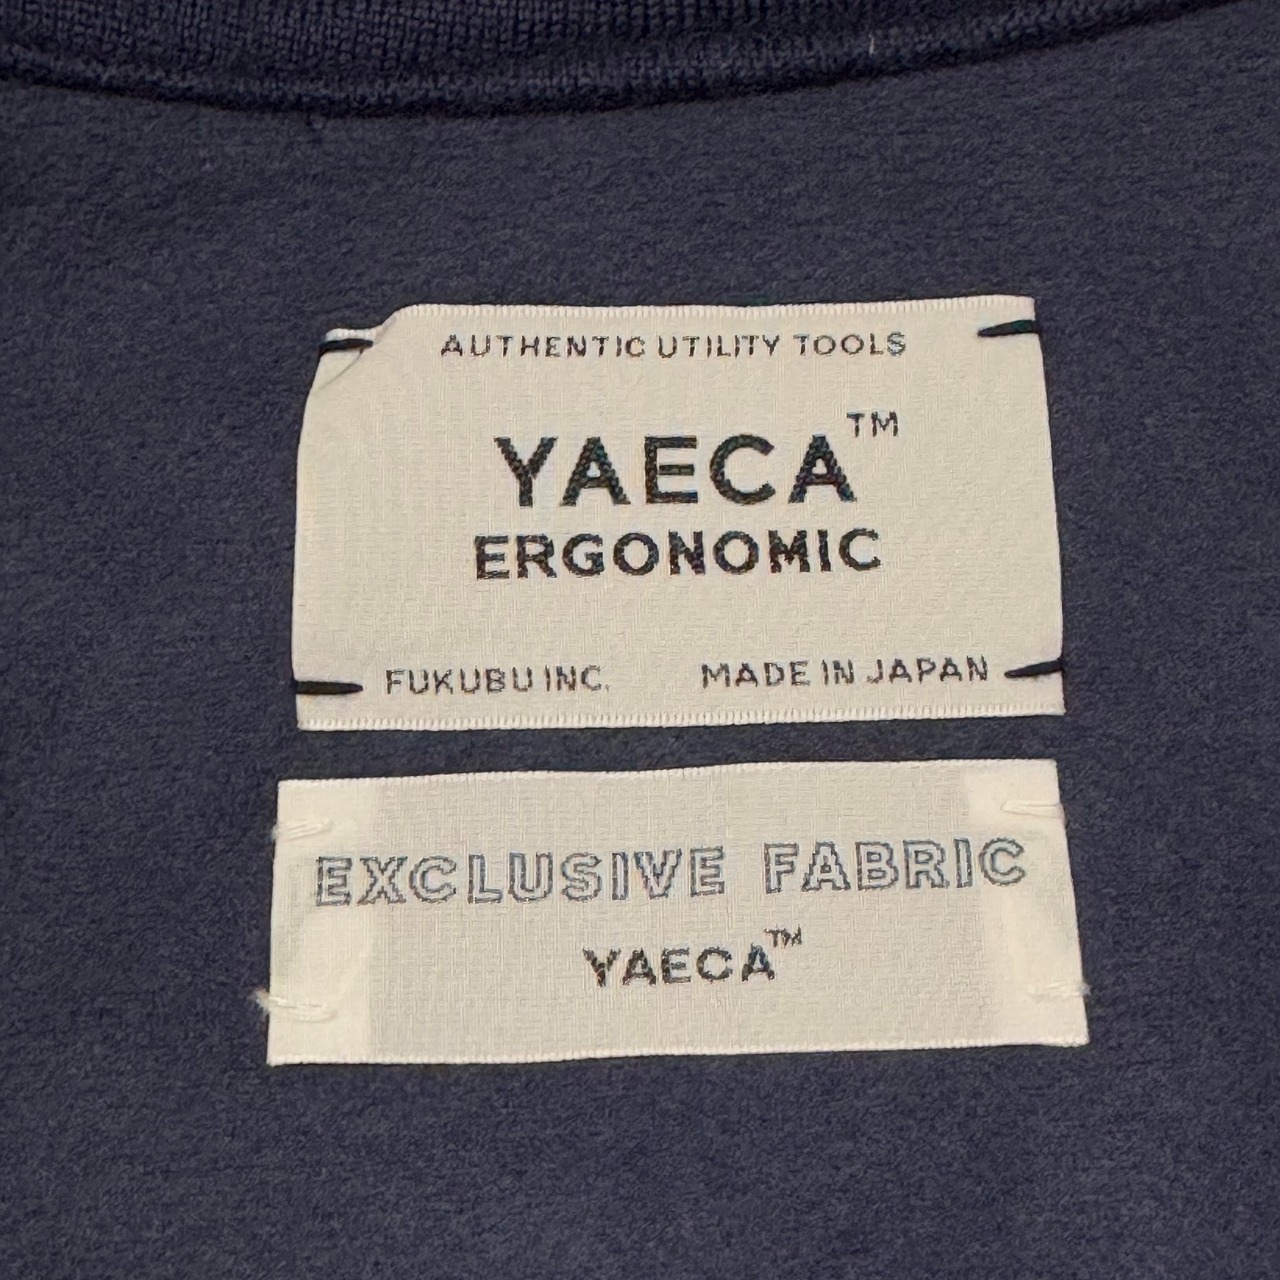 AUTHENTIC UTILITY TOOLS
YAECA™
ERGONOMIC
FUKUBU INC. MADE IN JAPAN
EXCLUSIVE FABRIC
YAECA™